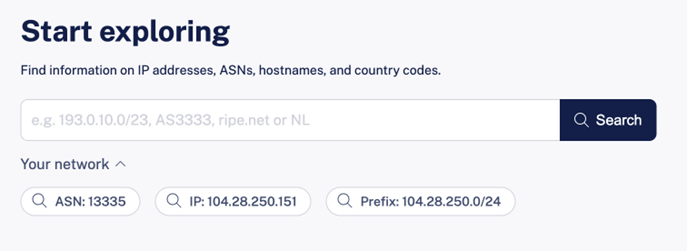 Start exploring
Find information on IP addresses, ASNs, hostnames, and country codes.
e.g. 193.0.10.0/23, AS3333, ripe.net or NL
Search
Your network
ASN: 13335
IP: 104.28.250.151
Prefix: 104.28.250.0/24